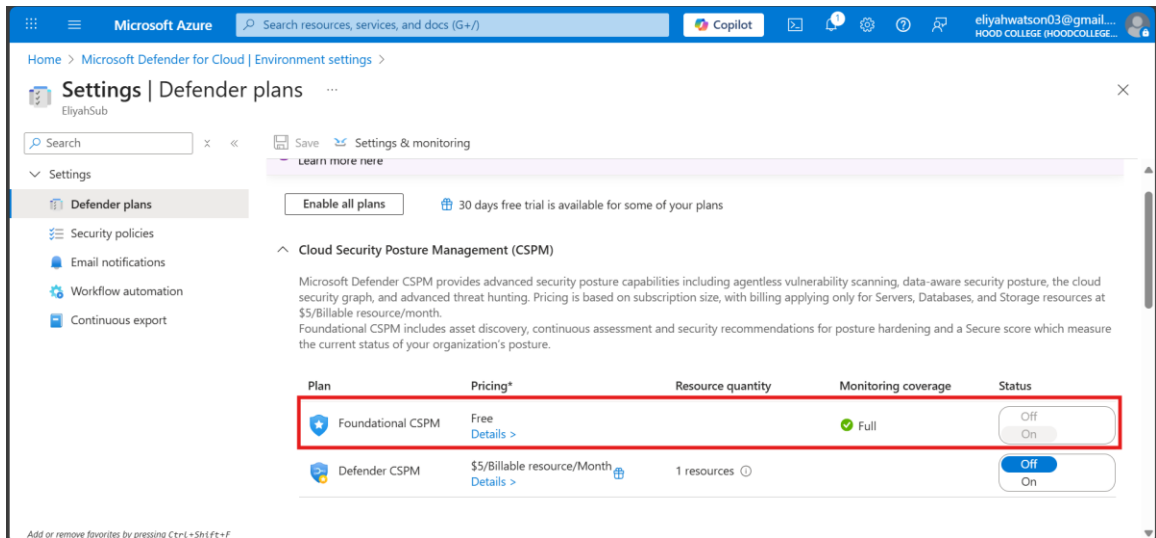 Microsoft Azure
Search resources, services, and docs (G+/)
Copilot
1
eliyahwatson03@gmail....
HOOD COLLEGE (HOODCOLLEGE...
Home > Microsoft Defender for Cloud | Environment settings >
Settings | Defender plans ...
EliyahSub
Search
Save
Settings & monitoring
Learn more here
Settings
Defender plans
Security policies
Email notifications
Workflow automation
Continuous export
Enable all plans
30 days free trial is available for some of your plans
Cloud Security Posture Management (CSPM)
Microsoft Defender CSPM provides advanced security posture capabilities including agentless vulnerability scanning, data-aware security posture, the cloud
security graph, and advanced threat hunting. Pricing is based on subscription size, with billing applying only for Servers, Databases, and Storage resources at
$5/Billable resource/month.
Foundational CSPM includes asset discovery, continuous assessment and security recommendations for posture hardening and a Secure score which measure
the current status of your organization's posture.
Plan Pricing* Resource quantity Monitoring coverage Status
Foundational CSPM
Free
Details >
Full
Off
On
Defender CSPM
$5/Billable resource/Month
Details >
1 resources
Off
On
Add or remove favorites by pressing Ctrl+Shift+F